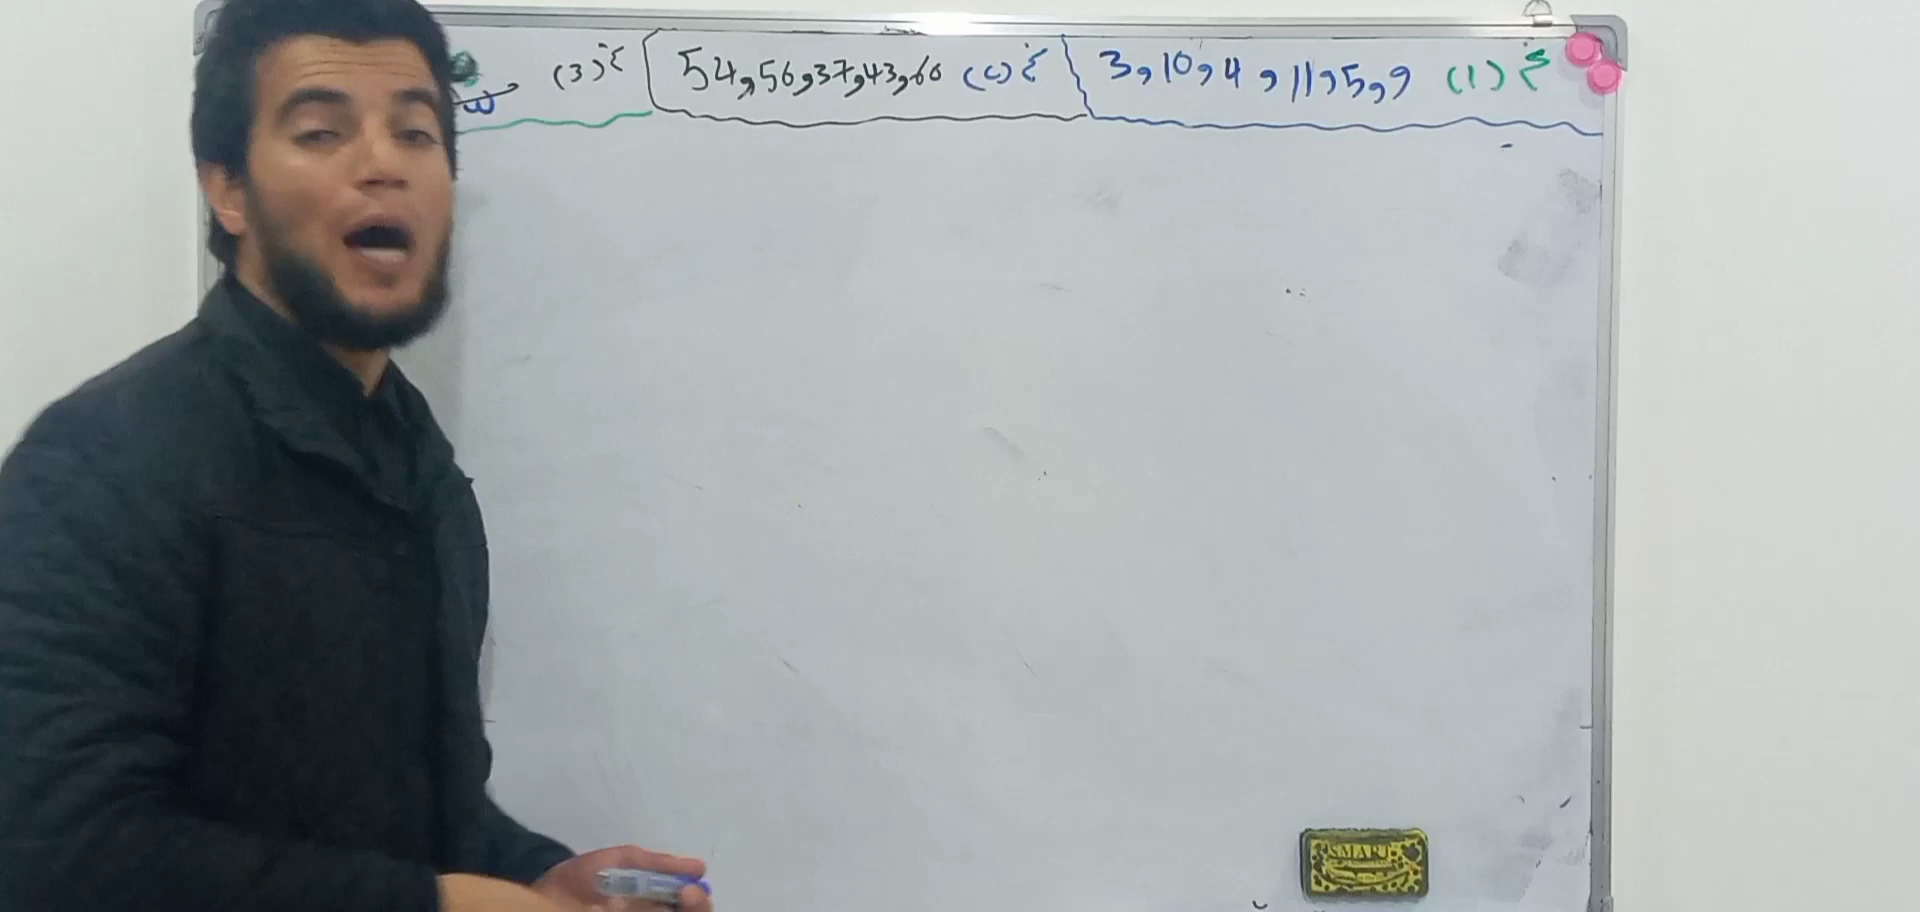 ع (1) 3, 10, 4, 11, 5, 9
ع (2) 54, 56, 37, 43, 60
ع (3)
SMART